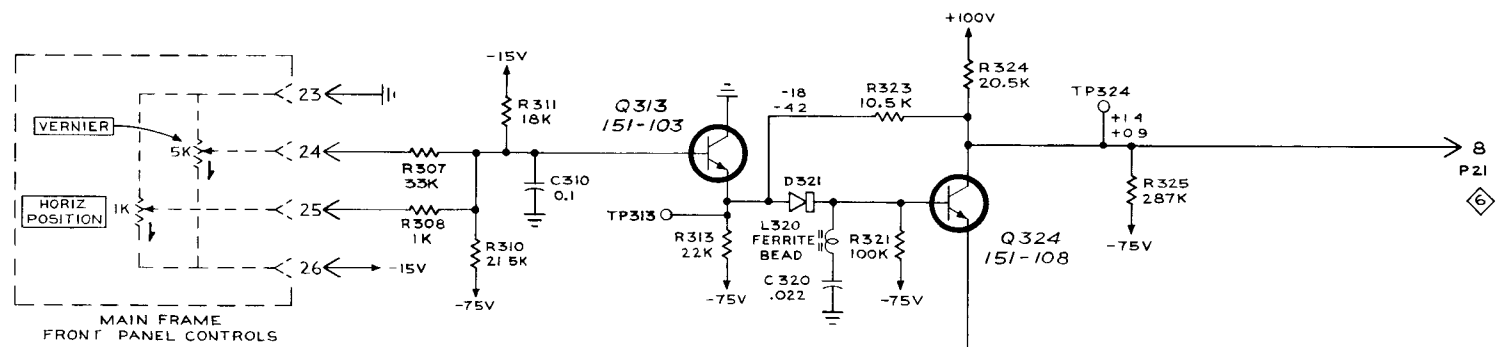 +100V
-15V
R324
20.5K
23
R311
18K
Q313
151-103
-18
-42
R323
10.5K
TP324
+14
+09
VERNIER
5K
24
R307
33K
C310
0.1
8
P21
6
HORIZ
POSITION
1K
25
R308
1K
TP313
D321
R325
287K
R310
21.5K
R313
22K
L320
FERRITE
BEAD
R321
100K
Q324
151-108
-75V
26
-15V
-75V
-75V
C320
.022
-75V
MAIN FRAME
FRONT PANEL CONTROLS